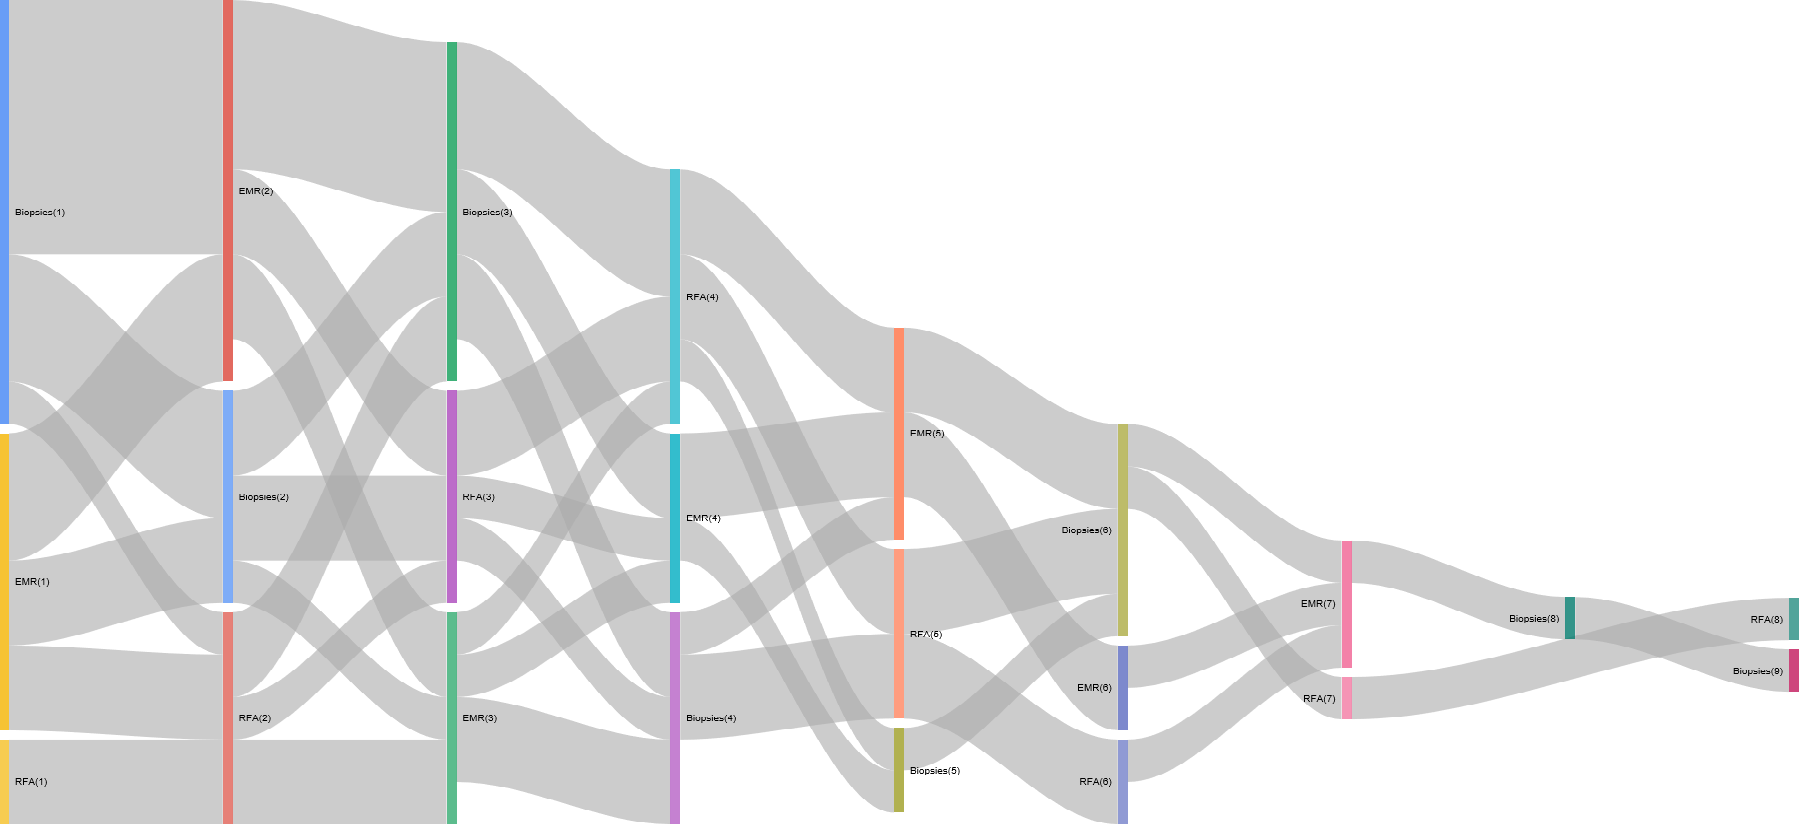 Biopsies(1)
EMR(1)
RFA(1)
EMR(2)
Biopsies(2)
RFA(2)
Biopsies(3)
RFA(3)
EMR(3)
RFA(4)
EMR(4)
Biopsies(4)
EMR(5)
RFA(5)
Biopsies(5)
Biopsies(6)
EMR(6)
RFA(6)
EMR(7)
RFA(7)
Biopsies(8)
RFA(8)
Biopsies(9)